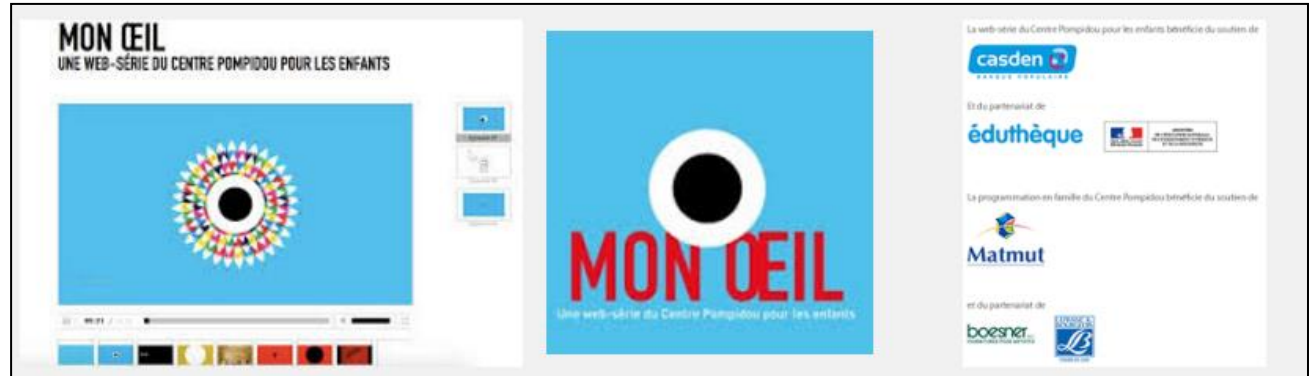 MON ŒIL
UNE WEB-SÉRIE DU CENTRE POMPIDOU POUR LES ENFANTS
MON ŒIL
Une web-série du Centre Pompidou pour les enfants
La web-série du Centre Pompidou pour les enfants bénéficie du soutien de
casden
BANQUE POPULAIRE
Et du partenariat de
éduthèque
La programmation en famille du Centre Pompidou bénéficie du soutien de
Matmut
et du partenariat de
boesner
LEFRANC &
BOURGEOIS